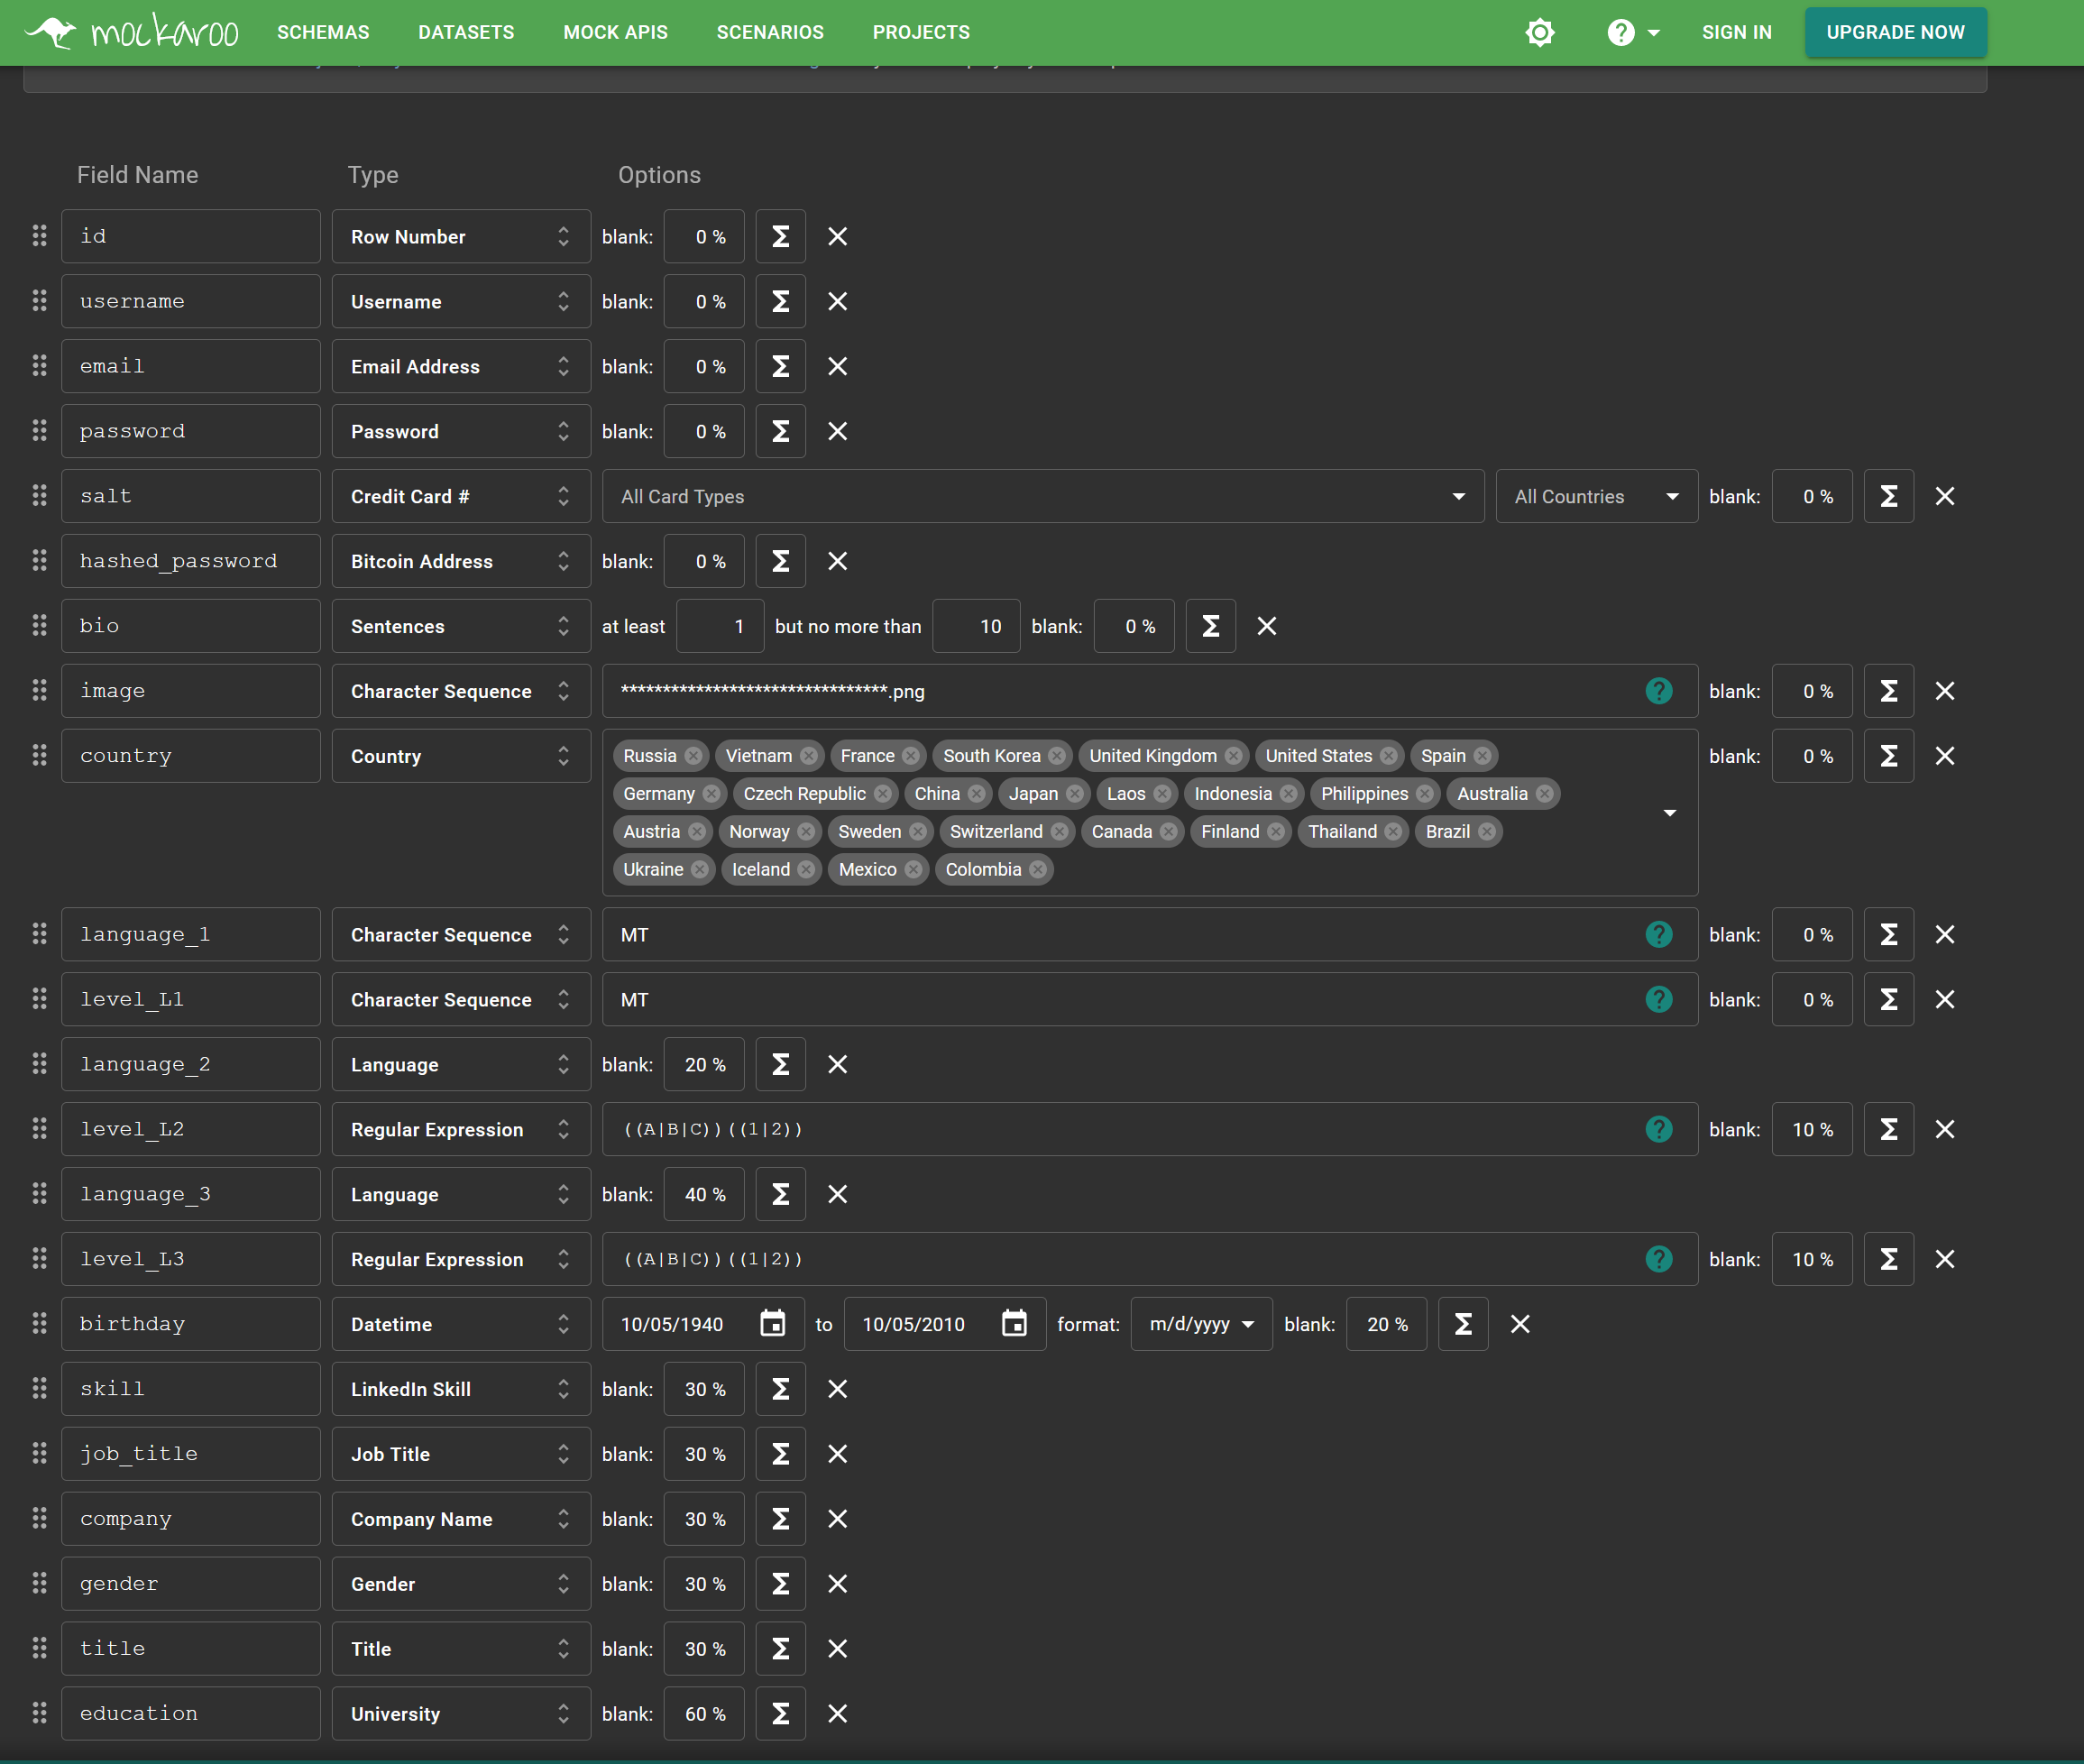 mockaroo SCHEMAS DATASETS MOCK APIS SCENARIOS PROJECTS ? SIGN IN UPGRADE NOW
Field Name Type Options
id Row Number blank: 0 % Σ
username Username blank: 0 % Σ
email Email Address blank: 0 % Σ
password Password blank: 0 % Σ
salt Credit Card # All Card Types All Countries blank: 0 % Σ
hashed_password Bitcoin Address blank: 0 % Σ
bio Sentences at least 1 but no more than 10 blank: 0 % Σ
image Character Sequence ********************************.png ? blank: 0 % Σ
country Country Russia Vietnam France South Korea United Kingdom United States Spain blank: 0 % Σ
Germany Czech Republic China Japan Laos Indonesia Philippines Australia
Austria Norway Sweden Switzerland Canada Finland Thailand Brazil
Ukraine Iceland Mexico Colombia
language_1 Character Sequence MT ? blank: 0 % Σ
level_L1 Character Sequence MT ? blank: 0 % Σ
language_2 Language blank: 20 % Σ
level_L2 Regular Expression ((A|B|C))((1|2)) ? blank: 10 % Σ
language_3 Language blank: 40 % Σ
level_L3 Regular Expression ((A|B|C))((1|2)) ? blank: 10 % Σ
birthday Datetime 10/05/1940 to 10/05/2010 format: m/d/yyyy blank: 20 % Σ
skill LinkedIn Skill blank: 30 % Σ
job_title Job Title blank: 30 % Σ
company Company Name blank: 30 % Σ
gender Gender blank: 30 % Σ
title Title blank: 30 % Σ
education University blank: 60 % Σ